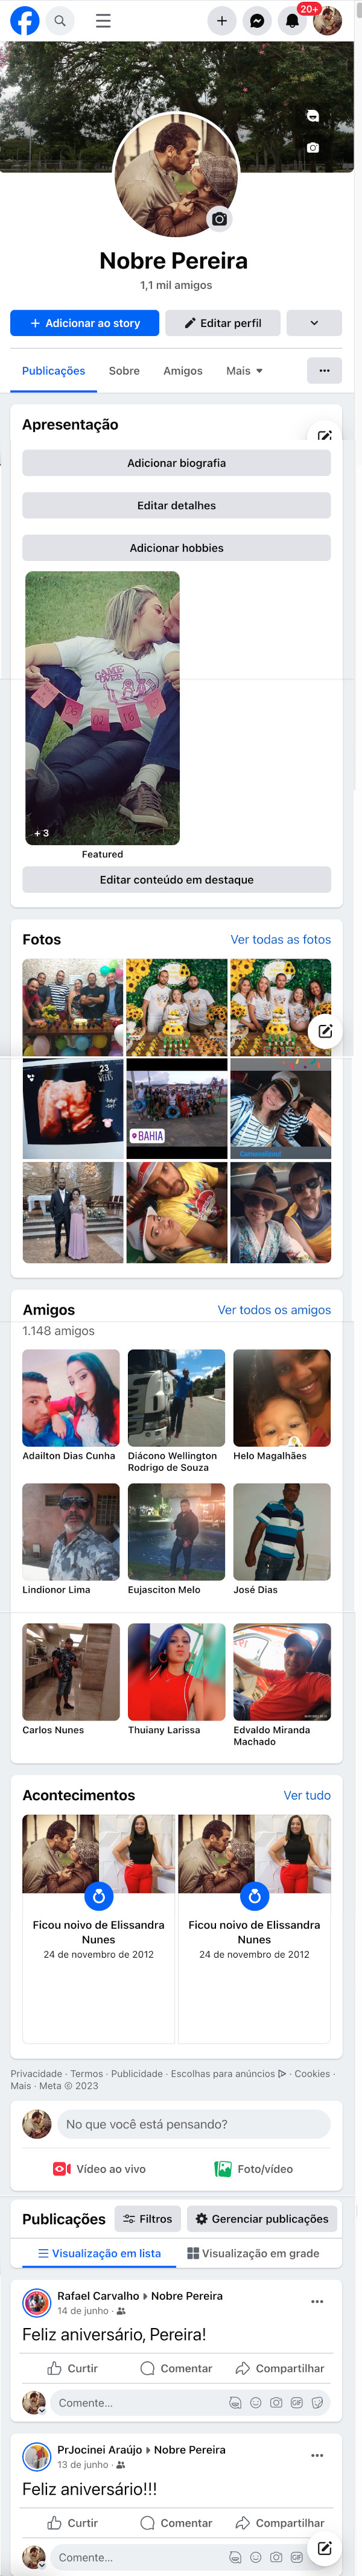 20+
Nobre Pereira
1,1 mil amigos
+ Adicionar ao story
Editar perfil
Publicações
Sobre
Amigos
Mais
Apresentação
Adicionar biografia
Editar detalhes
Adicionar hobbies
GAME OVER
+3
Featured
Editar conteúdo em destaque
Fotos
Ver todas as fotos
23
WEEKS
BAHIA
Amigos
Ver todos os amigos
1.148 amigos
Adailton Dias Cunha
Diácono Wellington
Rodrigo de Souza
Helo Magalhães
Lindionor Lima
Eujasciton Melo
José Dias
Carlos Nunes
Thuiany Larissa
Edvaldo Miranda
Machado
Acontecimentos
Ver tudo
Ficou noivo de Elissandra
Nunes
24 de novembro de 2012
Ficou noivo de Elissandra
Nunes
24 de novembro de 2012
Privacidade · Termos · Publicidade · Escolhas para anúncios · Cookies ·
Mais · Meta © 2023
No que você está pensando?
Vídeo ao vivo
Foto/vídeo
Publicações
Filtros
Gerenciar publicações
Visualização em lista
Visualização em grade
Rafael Carvalho
Nobre Pereira
14 de junho ·
Feliz aniversário, Pereira!
Curtir
Comentar
Compartilhar
Comente...
GIF
PrJocinei Araújo
Nobre Pereira
13 de junho ·
Feliz aniversário!!!
Curtir
Comentar
Compartilhar
Comente...
GIF